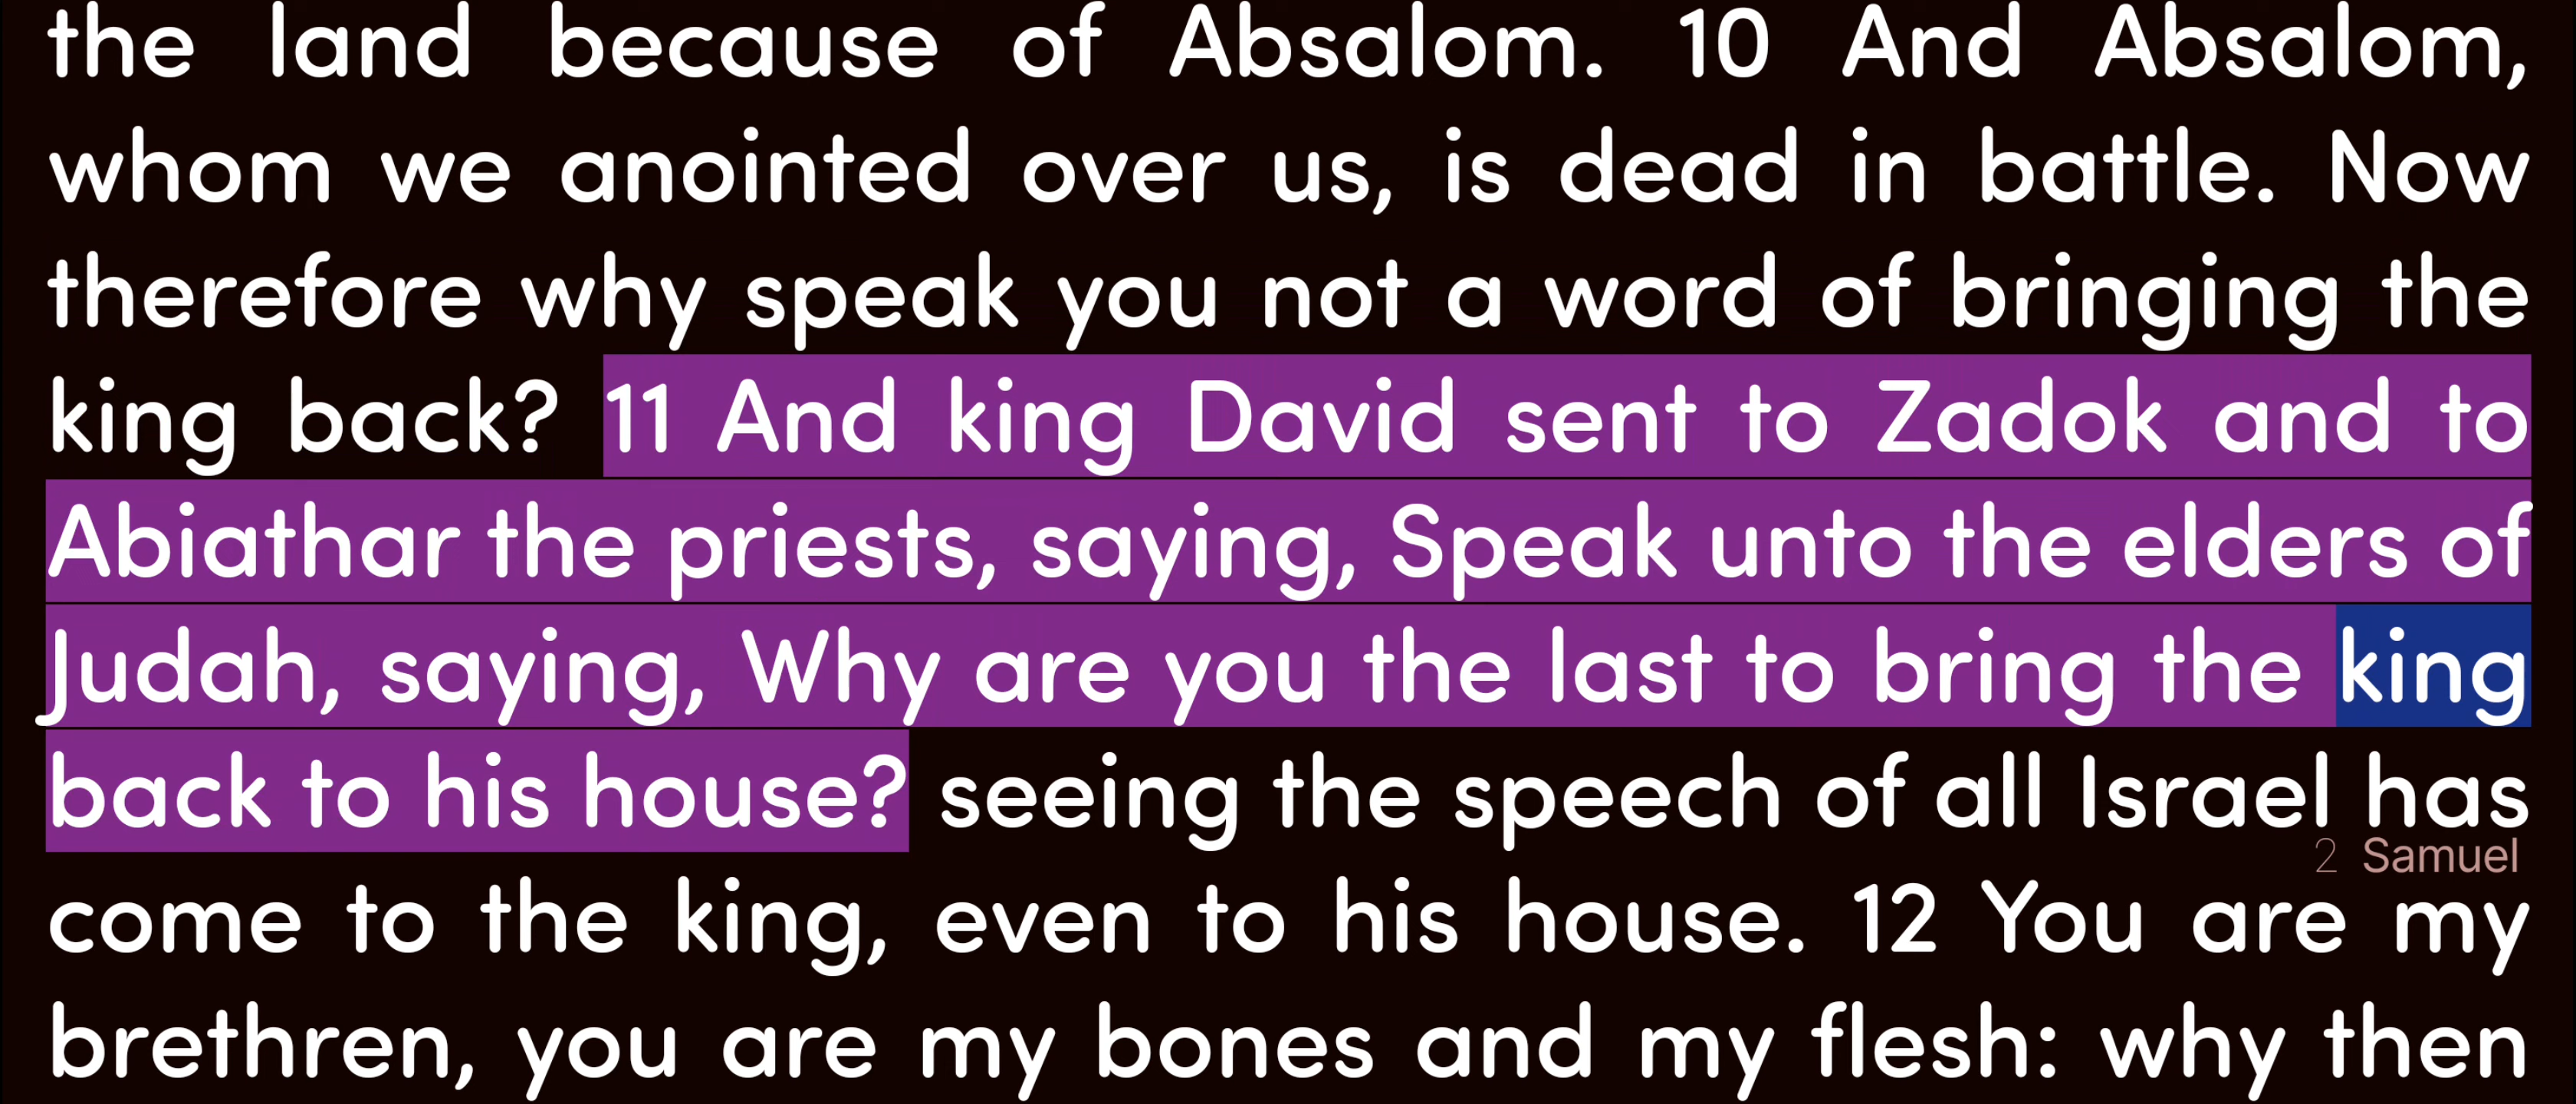 the land because of Absalom. 10 And Absalom,
whom we anointed over us, is dead in battle. Now
therefore why speak you not a word of bringing the
king back? 11 And king David sent to Zadok and to
Abiathar the priests, saying, Speak unto the elders of
Judah, saying, Why are you the last to bring the king
back to his house? seeing the speech of all Israel has
2 Samuel
come to the king, even to his house. 12 You are my
brethren, you are my bones and my flesh: why then